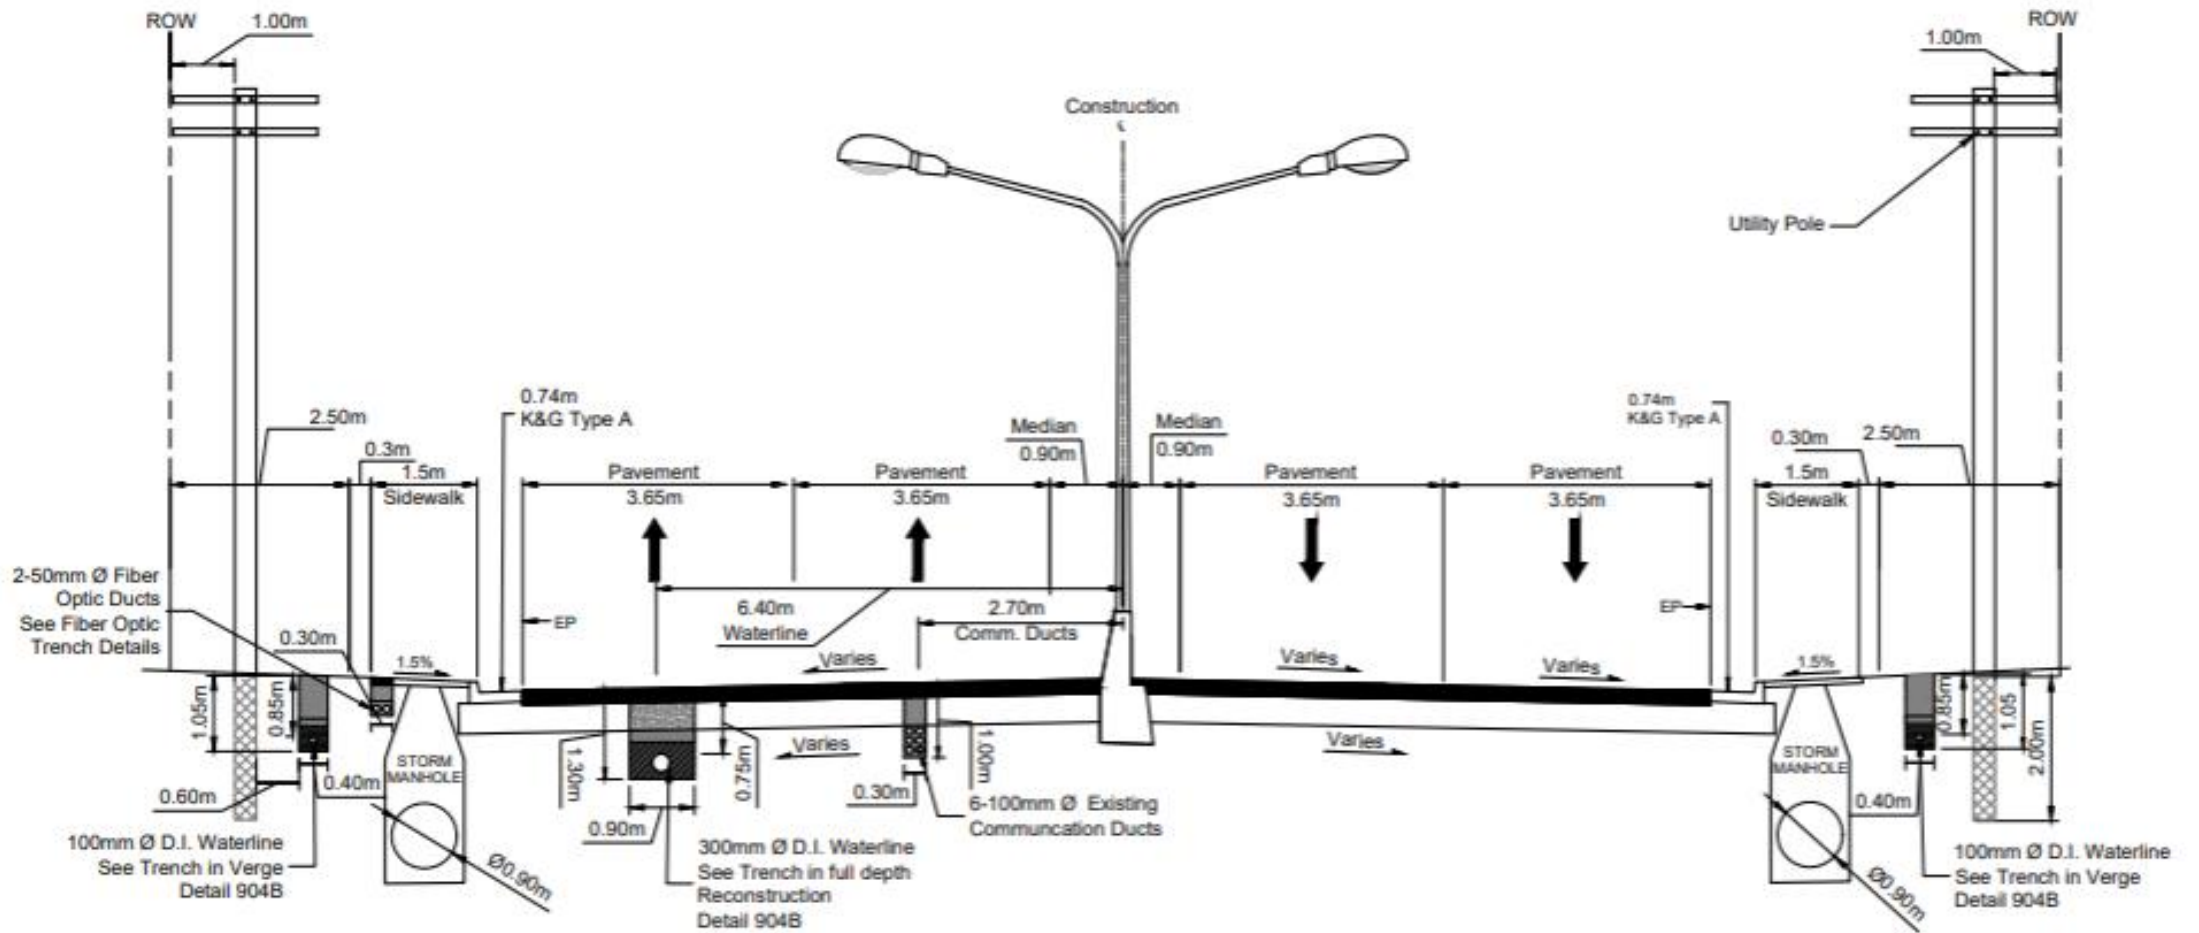 ROW
1.00m
ROW
1.00m
Construction
℄
Utility Pole
2.50m
0.3m
1.5m
Sidewalk
0.74m
K&G Type A
Pavement
3.65m
Pavement
3.65m
Median
0.90m
Median
0.90m
Pavement
3.65m
Pavement
3.65m
0.74m
K&G Type A
0.30m
2.50m
1.5m
Sidewalk
2-50mm Ø Fiber
Optic Ducts
See Fiber Optic
Trench Details
0.30m
1.5%
EP
6.40m
Waterline
2.70m
Comm. Ducts
Varies
Varies
Varies
EP
1.5%
1.05m
0.85m
0.60m
0.40m
STORM
MANHOLE
Ø0.90m
1.30m
0.75m
0.90m
Varies
1.00m
0.30m
Varies
6-100mm Ø Existing
Communcation Ducts
STORM
MANHOLE
Ø0.90m
0.85m
1.05
2.00m
0.40m
100mm Ø D.I. Waterline
See Trench in Verge
Detail 904B
300mm Ø D.I. Waterline
See Trench in full depth
Reconstruction
Detail 904B
100mm Ø D.I. Waterline
See Trench in Verge
Detail 904B